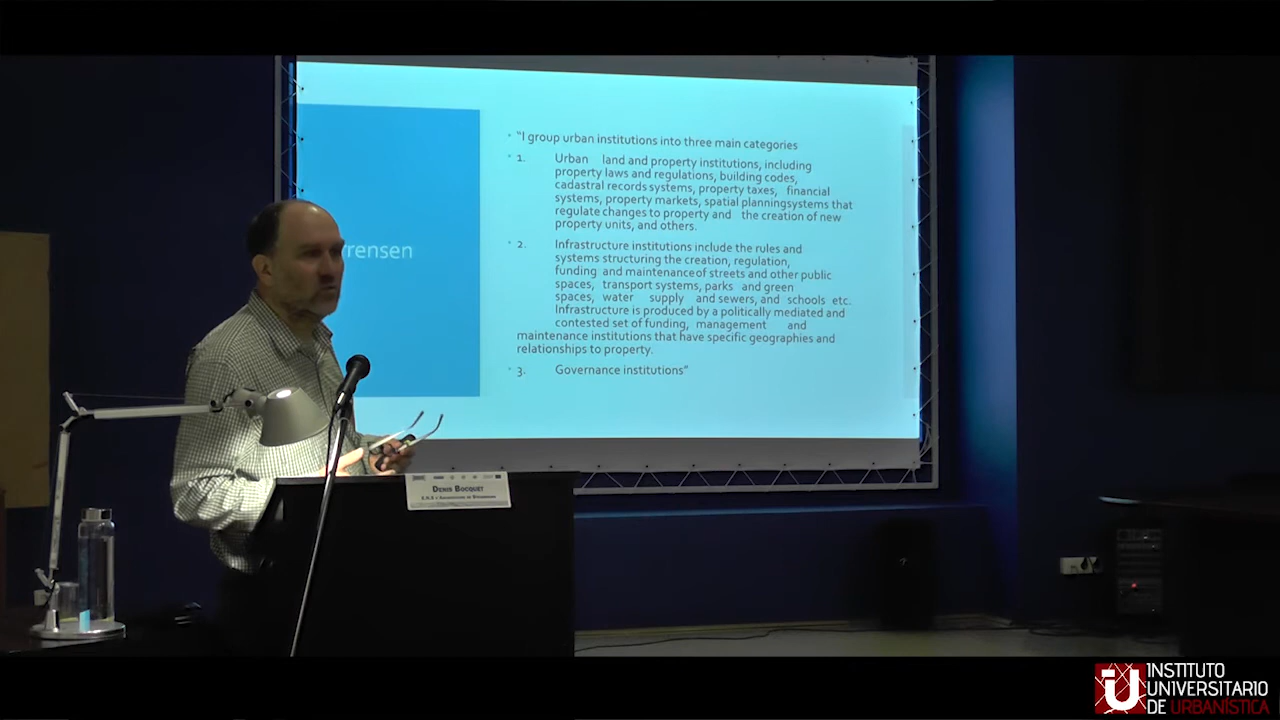 rrensen
"I group urban institutions into three main categories
1. Urban land and property institutions, including
property laws and regulations, building codes,
cadastral records systems, property taxes, financial
systems, property markets, spatial planningsystems that
regulate changes to property and the creation of new
property units, and others.
2. Infrastructure institutions include the rules and
systems structuring the creation, regulation,
funding and maintenance of streets and other public
spaces, transport systems, parks and green
spaces, water supply and sewers, and schools etc.
Infrastructure is produced by a politically mediated and
contested set of funding, management and
maintenance institutions that have specific geographies and
relationships to property.
3. Governance institutions"
DENIS BOCQUET
INSTITUTO
UNIVERSITARIO
DE URBANÍSTICA